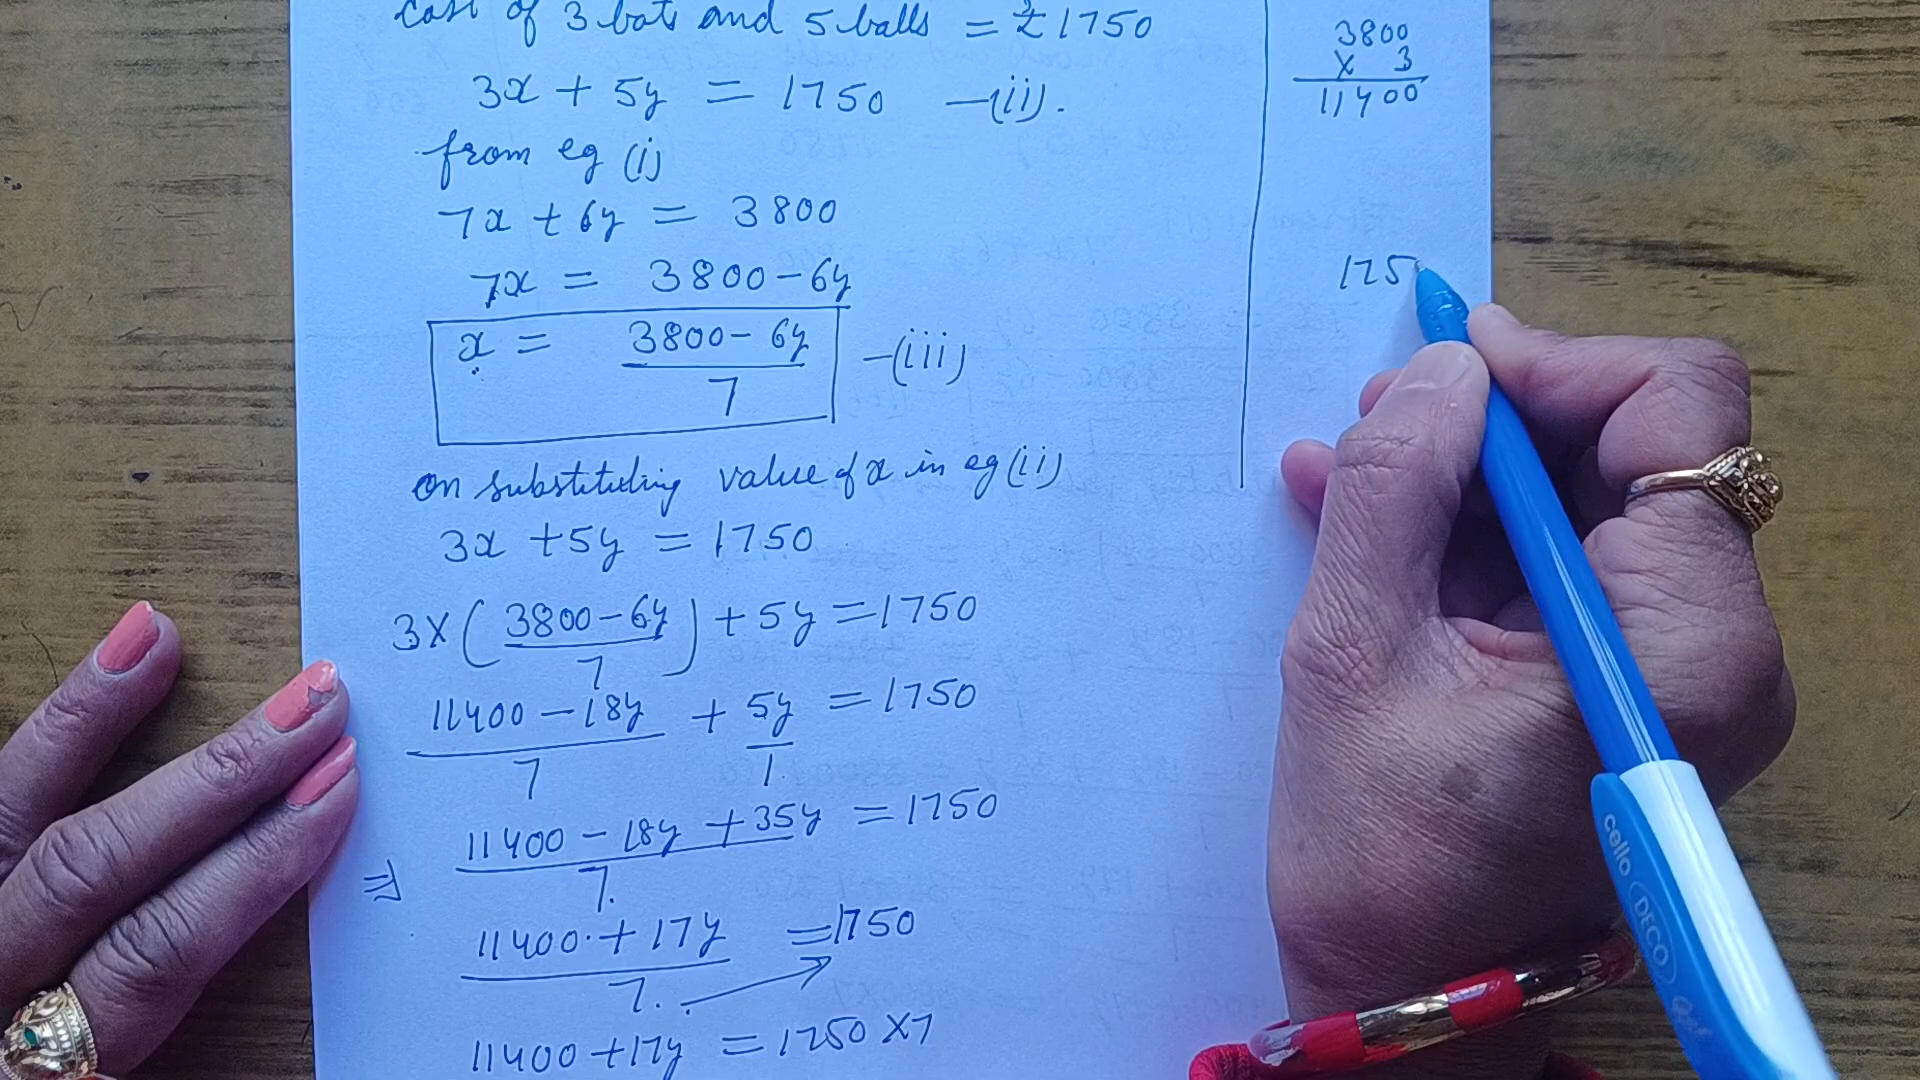 cost of 3 bats and 5 balls = ₹ 1750
3x + 5y = 1750 -(ii).
from eq (i)
7x + 6y = 3800
7x = 3800 - 6y
x = 3800 - 6y / 7 -(iii)
on substituting value of x in eq (ii)
3x + 5y = 1750
3 × (3800 - 6y / 7) + 5y = 1750
11400 - 18y / 7 + 5y / 1 = 1750
⇒ 11400 - 18y + 35y / 7. = 1750
11400 + 17y / 7. = 1750
11400 + 17y = 1750 × 7
3800
× 3
11400
175
cello DECO